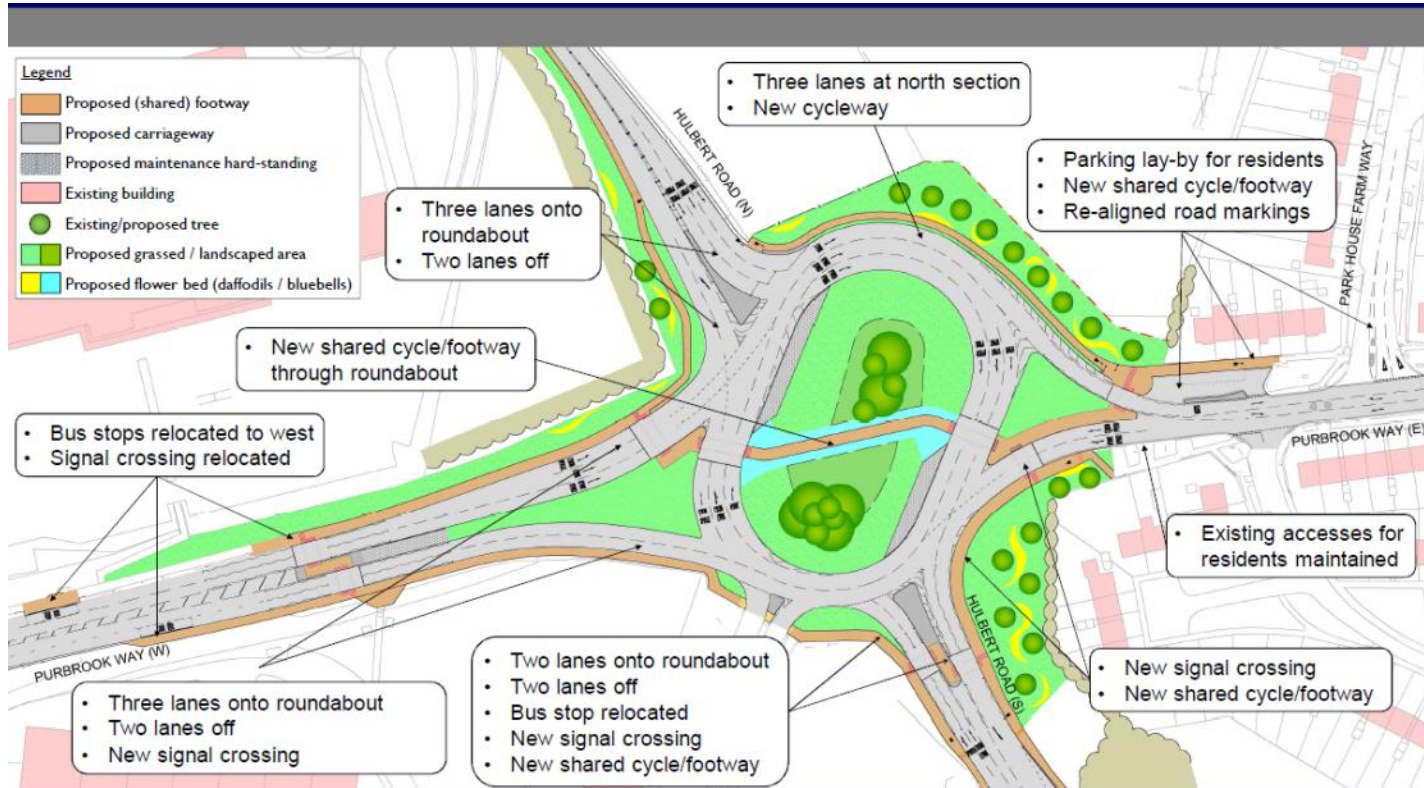 Legend
Proposed (shared) footway
Proposed carriageway
Proposed maintenance hard-standing
Existing building
Existing/proposed tree
Proposed grassed / landscaped area
Proposed flower bed (daffodils / bluebells)
HULBERT ROAD (N)
• Three lanes at north section
• New cycleway
• Parking lay-by for residents
• New shared cycle/footway
• Re-aligned road markings
PARK HOUSE FARM WAY
• Three lanes onto
roundabout
• Two lanes off
• New shared cycle/footway
through roundabout
• Bus stops relocated to west
• Signal crossing relocated
PURBROOK WAY (E)
• Existing accesses for
residents maintained
PURBROOK WAY (W)
HULBERT ROAD (S)
• Three lanes onto roundabout
• Two lanes off
• New signal crossing
• Two lanes onto roundabout
• Two lanes off
• Bus stop relocated
• New signal crossing
• New shared cycle/footway
• New signal crossing
• New shared cycle/footway